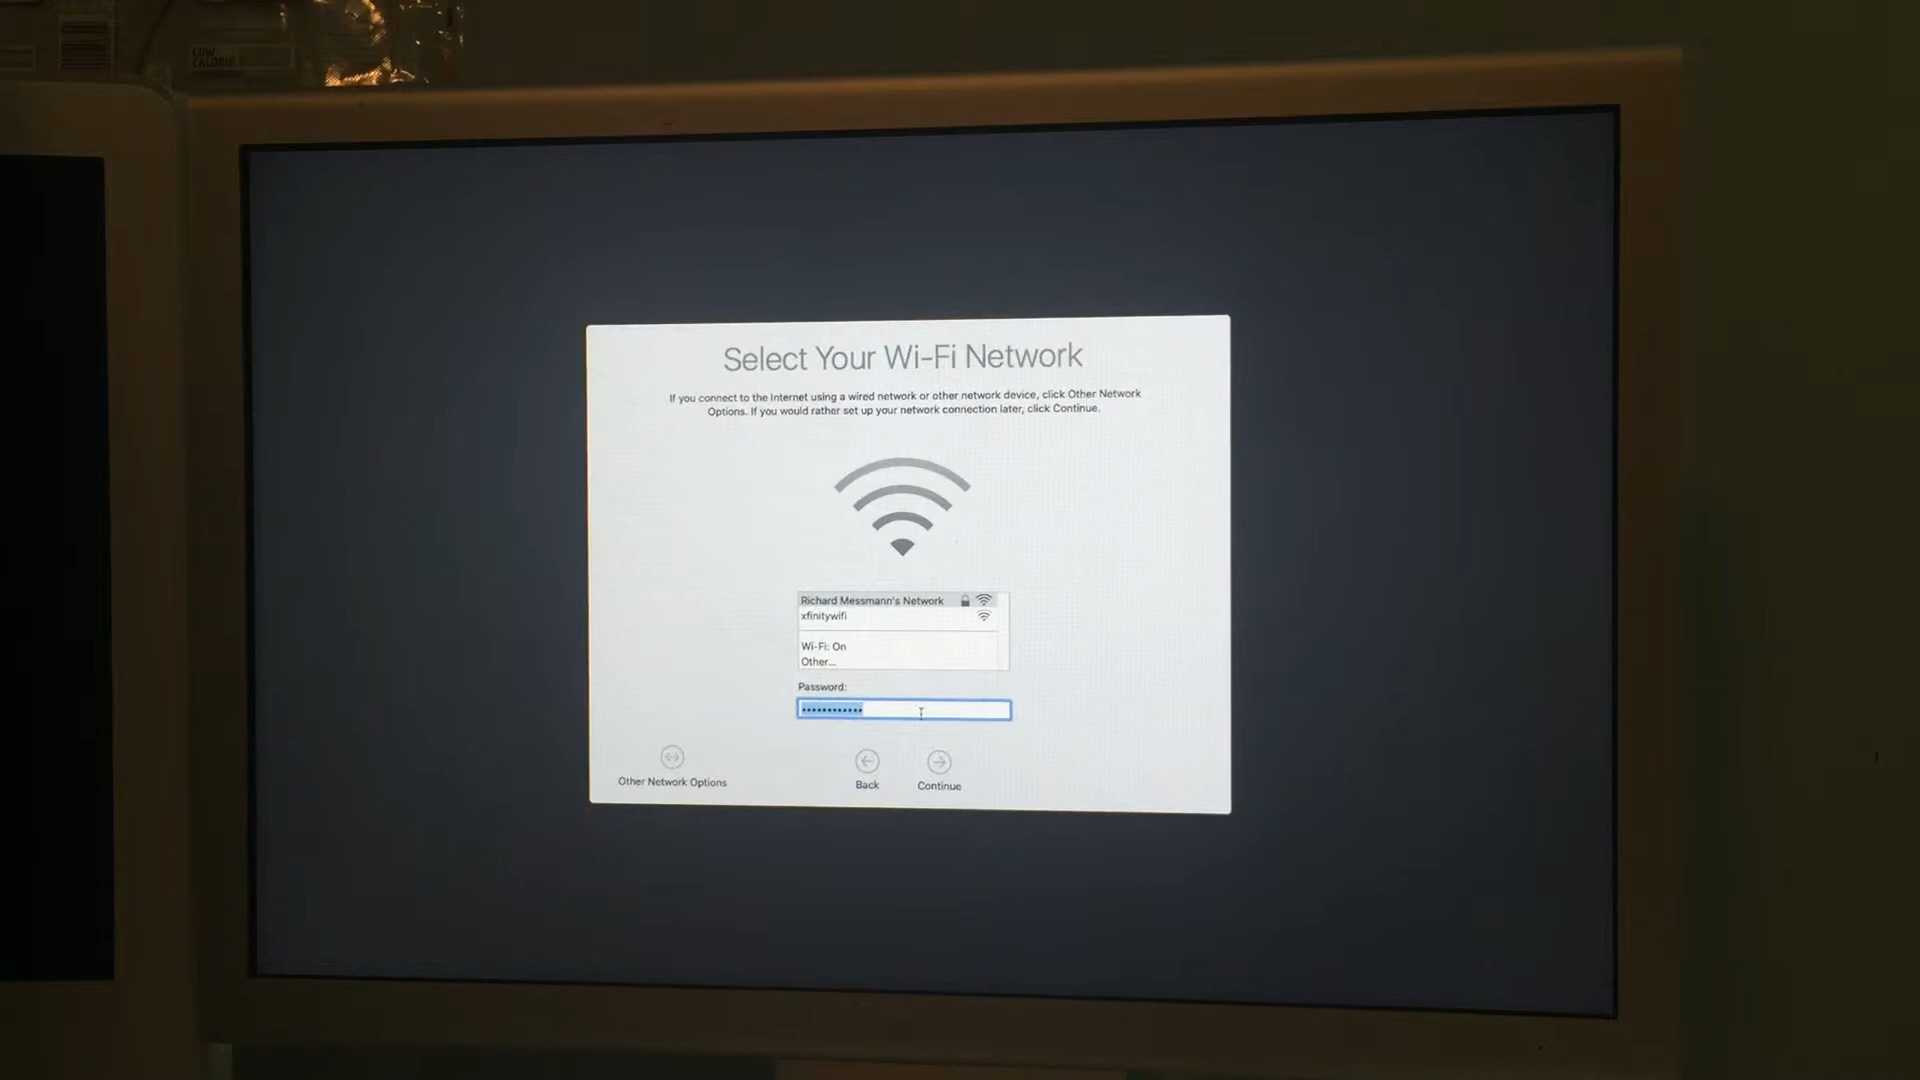 LOW
CALORIE
Select Your Wi-Fi Network
If you connect to the Internet using a wired network or other network device, click Other Network
Options. If you would rather set up your network connection later, click Continue.
Richard Messmann's Network
xfinitywifi
Wi-Fi: On
Other...
Password:
••••••••••••
Other Network Options
Back
Continue